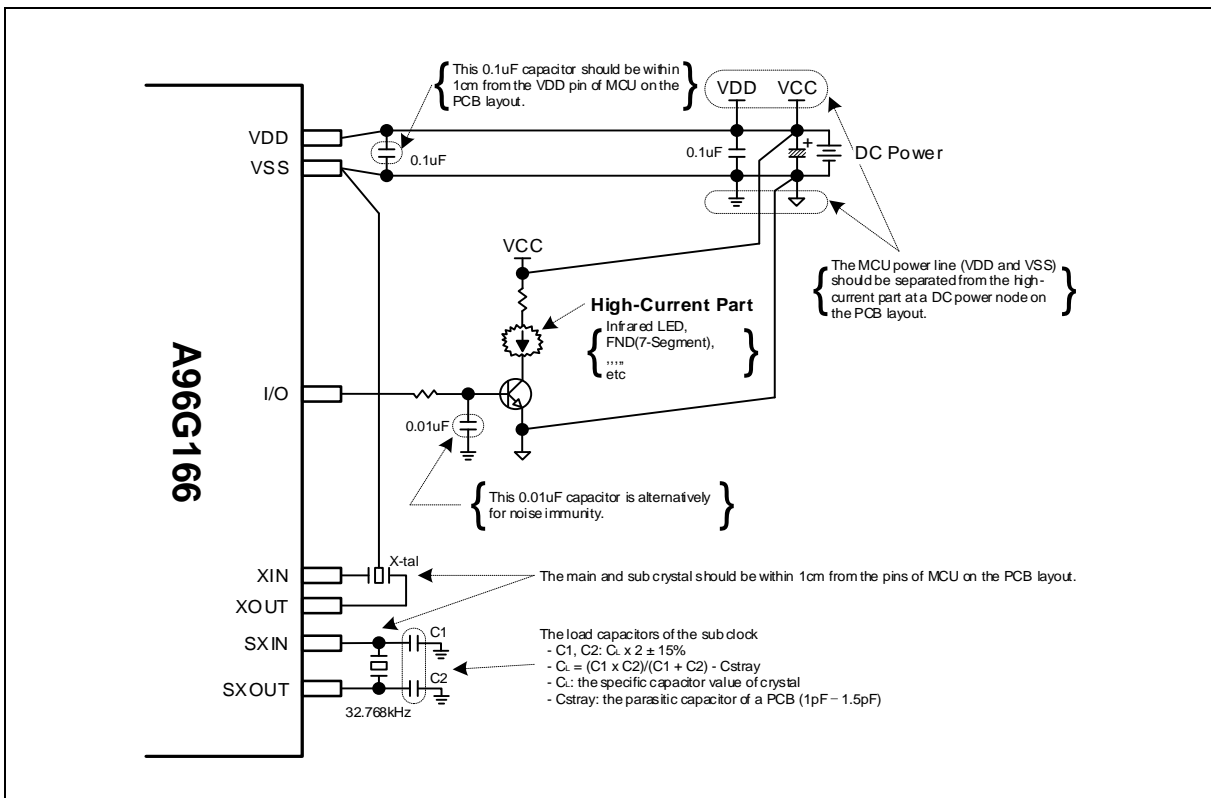 This 0.1uF capacitor should be within
1cm from the VDD pin of MCU on the
PCB layout.
VDD VCC
VDD
VSS
0.1uF
0.1uF
+
DC Power
VCC
The MCU power line (VDD and VSS)
should be separated from the high-
current part at a DC power node on
the PCB layout.
High-Current Part
Infrared LED,
FND(7-Segment),
,,,,
etc
I/O
0.01uF
A96G166
This 0.01uF capacitor is alternatively
for noise immunity.
X-tal
XIN
XOUT
The main and sub crystal should be within 1cm from the pins of MCU on the PCB layout.
SXIN
SXOUT
C1
C2
32.768kHz
The load capacitors of the sub clock
- C1, C2: CL x 2 ± 15%
- CL = (C1 x C2)/(C1 + C2) - Cstray
- CL: the specific capacitor value of crystal
- Cstray: the parasitic capacitor of a PCB (1pF – 1.5pF)